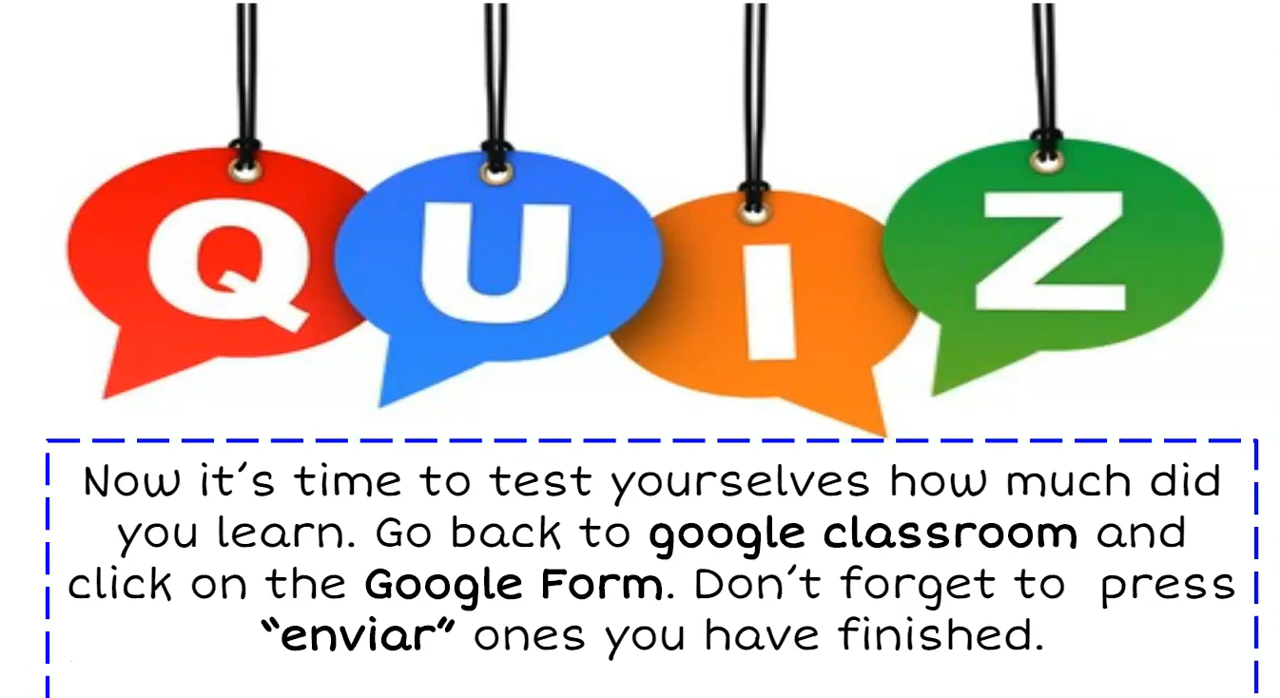 QUIZ
Now it's time to test yourselves how much did
you learn. Go back to google classroom and
click on the Google Form. Don't forget to press
“enviar” ones you have finished.